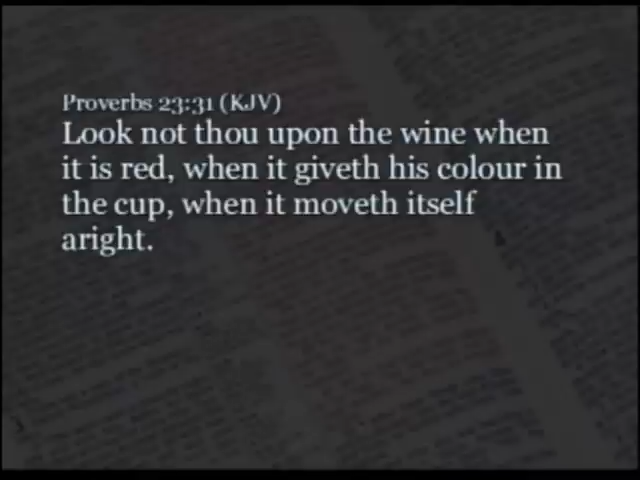 Proverbs 23:31 (KJV)
Look not thou upon the wine when
it is red, when it giveth his colour in
the cup, when it moveth itself
aright.